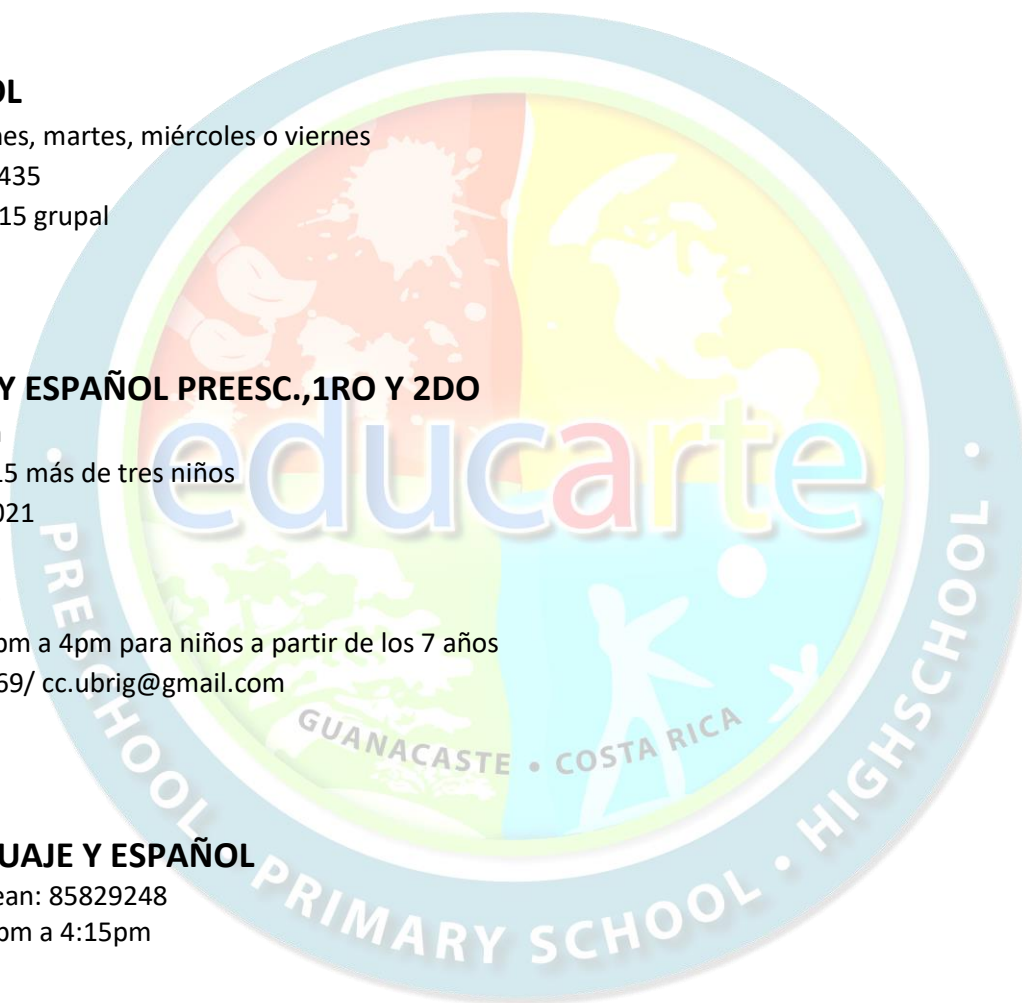 OL
nes, martes, miércoles o viernes
435
15 grupal
Y ESPAÑOL PREESC.,1RO Y 2DO
15 más de tres niños
021
pm a 4pm para niños a partir de los 7 años
69/ cc.ubrig@gmail.com
UAJE Y ESPAÑOL
ean: 85829248
pm a 4:15pm
educarte
GUANACASTE • COSTA RICA
• PRESCHOOL PRIMARY SCHOOL • HIGHSCHOOL •